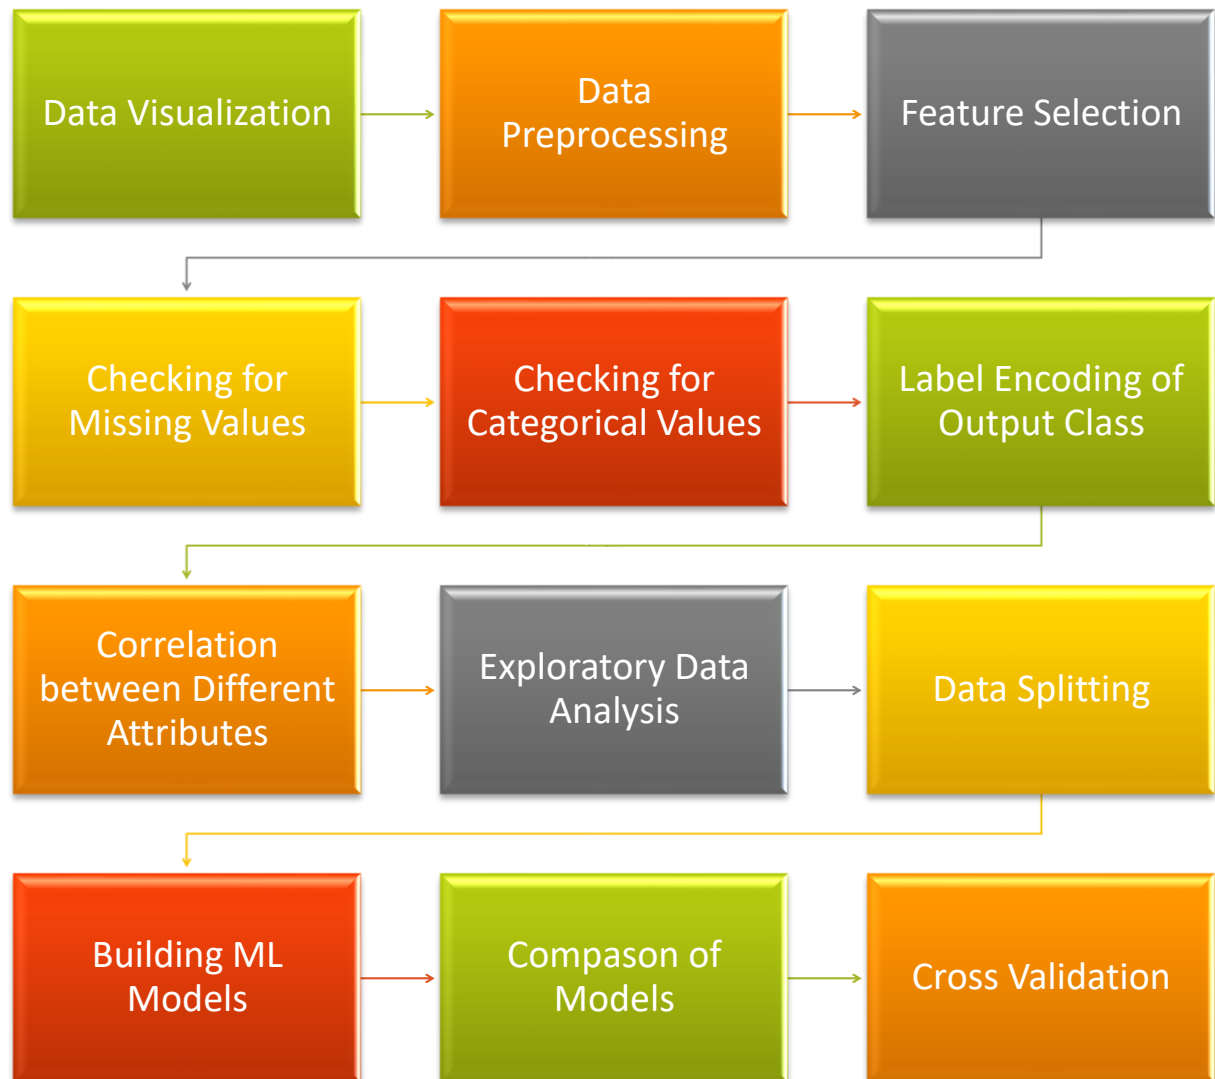 Data Visualization
Data
Preprocessing
Feature Selection
Checking for
Missing Values
Checking for
Categorical Values
Label Encoding of
Output Class
Correlation
between Different
Attributes
Exploratory Data
Analysis
Data Splitting
Building ML
Models
Compason of
Models
Cross Validation